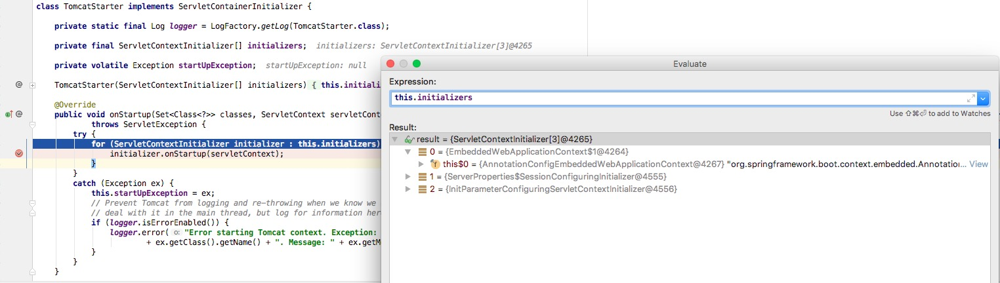 class TomcatStarter implements ServletContainerInitializer {
private static final Log logger = LogFactory.getLog(TomcatStarter.class);
private final ServletContextInitializer[] initializers;  initializers: ServletContextInitializer[3]@4265
private volatile Exception startUpException;  startUpException: null
TomcatStarter(ServletContextInitializer[] initializers) { this.initiali
@Override
public void onStartup(Set<Class<?>> classes, ServletContext servletConte
throws ServletException {
try {
for (ServletContextInitializer initializer : this.initializers)
initializer.onStartup(servletContext);
}
}
catch (Exception ex) {
this.startUpException = ex;
// Prevent Tomcat from logging and re-throwing when we know we
// deal with it in the main thread, but log for information here
if (logger.isErrorEnabled()) {
logger.error( o: "Error starting Tomcat context. Exception:
+ ex.getClass().getName() + ". Message: " + ex.getM
}
}
}
Evaluate
Expression:
this.initializers
Use ⇧⌘⏎ to add to Watches
Result:
result = {ServletContextInitializer[3]@4265}
0 = {EmbeddedWebApplicationContext$1@4264}
this$0 = {AnnotationConfigEmbeddedWebApplicationContext@4267} "org.springframework.boot.context.embedded.Annotatio... View
1 = {ServerProperties$SessionConfiguringInitializer@4555}
2 = {InitParameterConfiguringServletContextInitializer@4556}